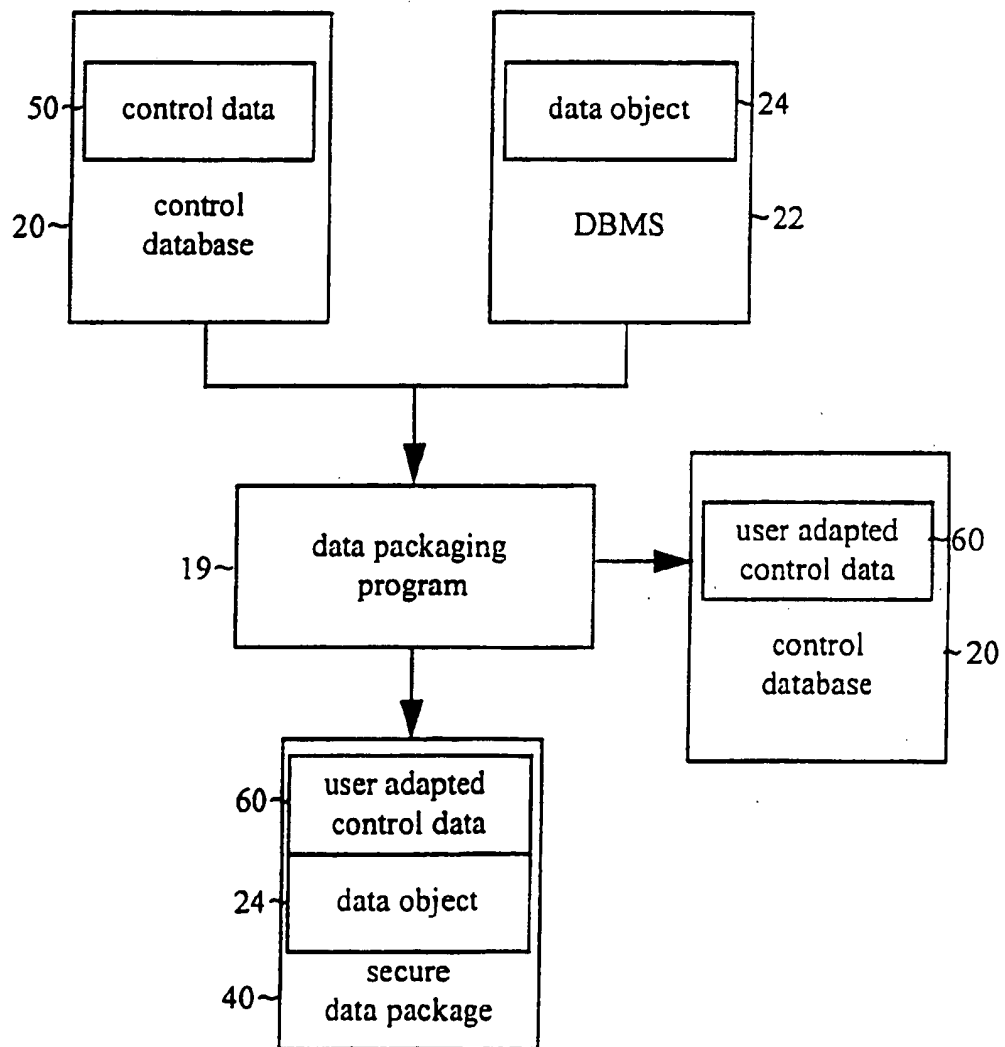 50
control data
20
control
database
data object
24
DBMS
22
19
data packaging
program
user adapted
control data
60
control
database
20
60
user adapted
control data
24
data object
40
secure
data package